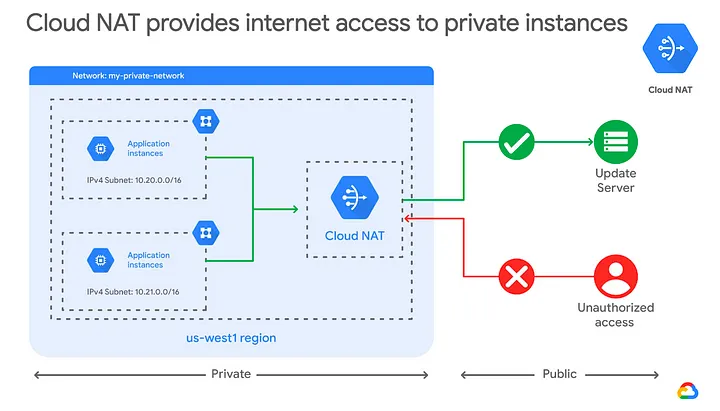 Cloud NAT provides internet access to private instances
Cloud NAT
Network: my-private-network
Application
instances
IPv4 Subnet: 10.20.0.0/16
Application
instances
IPv4 Subnet: 10.21.0.0/16
Cloud NAT
us-west1 region
Update
Server
Unauthorized
access
Private
Public